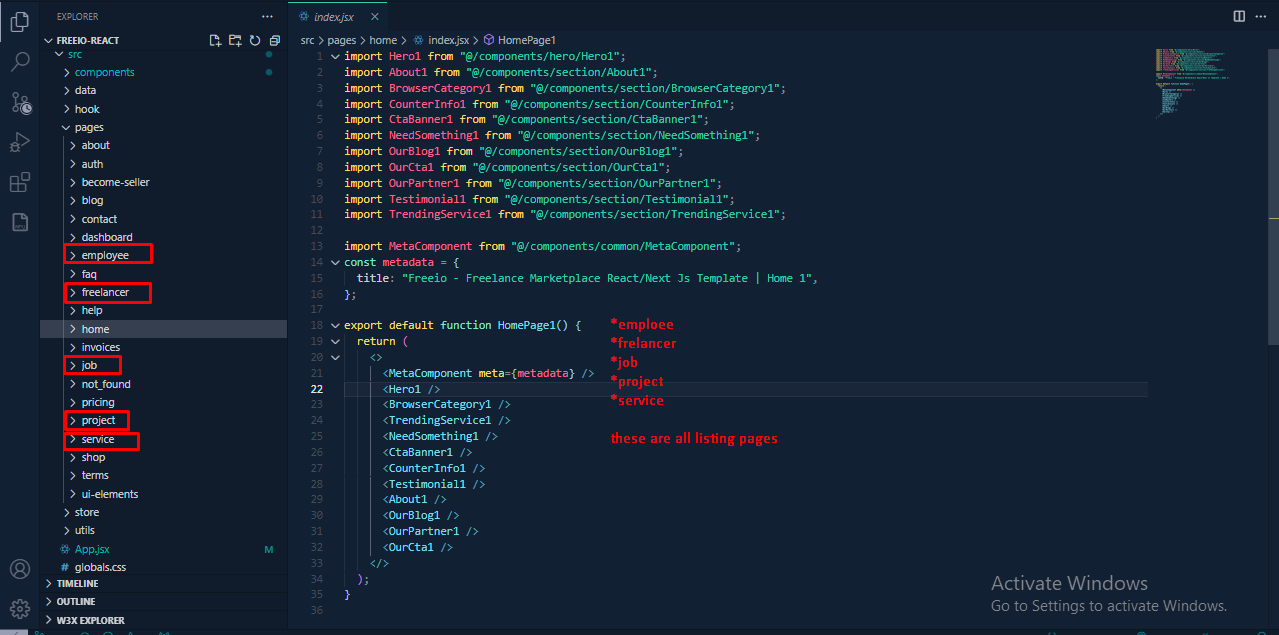 EXPLORER
FREEIO-REACT
src
components
data
hook
pages
about
auth
become-seller
blog
contact
dashboard
employee
faq
freelancer
help
home
invoices
job
not_found
pricing
project
service
shop
terms
ui-elements
store
utils
App.jsx M
# globals.css
TIMELINE
OUTLINE
W3X EXPLORER
index.jsx
src > pages > home > index.jsx > HomePage1
1 import Hero1 from "@/components/hero/Hero1";
2 import About1 from "@/components/section/About1";
3 import BrowserCategory1 from "@/components/section/BrowserCategory1";
4 import CounterInfo1 from "@/components/section/CounterInfo1";
5 import CtaBanner1 from "@/components/section/CtaBanner1";
6 import NeedSomething1 from "@/components/section/NeedSomething1";
7 import OurBlog1 from "@/components/section/OurBlog1";
8 import OurCta1 from "@/components/section/OurCta1";
9 import OurPartner1 from "@/components/section/OurPartner1";
10 import Testimonial1 from "@/components/section/Testimonial1";
11 import TrendingService1 from "@/components/section/TrendingService1";
12
13 import MetaComponent from "@/components/common/MetaComponent";
14 const metadata = {
15 title: "Freeio - Freelance Marketplace React/Next Js Template | Home 1",
16 };
17
18 export default function HomePage1() {
19 return (
20 <>
21 <MetaComponent meta={metadata} />
22 <Hero1 />
23 <BrowserCategory1 />
24 <TrendingService1 />
25 <NeedSomething1 />
26 <CtaBanner1 />
27 <CounterInfo1 />
28 <Testimonial1 />
29 <About1 />
30 <OurBlog1 />
31 <OurPartner1 />
32 <OurCta1 />
33 </>
34 );
35 }
36
*emploee
*frelancer
*job
*project
*service
these are all listing pages
Activate Windows
Go to Settings to activate Windows.